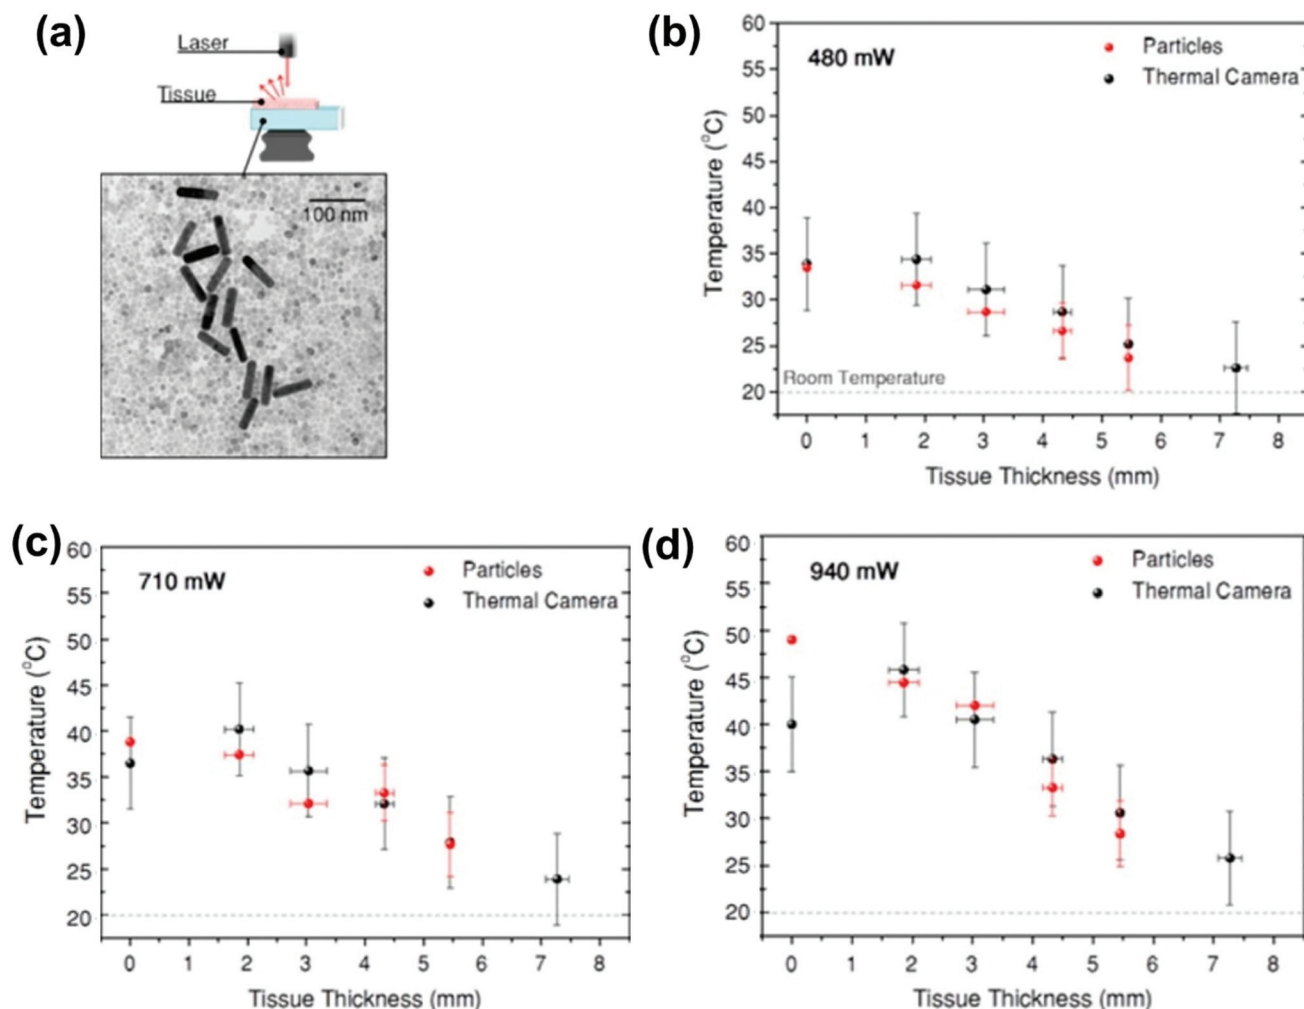 (a)
Laser
Tissue
100 nm
(b)
480 mW
Particles
Thermal Camera
Temperature (°C)
60
55
50
45
40
35
30
25
20
Room Temperature
0 1 2 3 4 5 6 7 8
Tissue Thickness (mm)
(c)
710 mW
Particles
Thermal Camera
Temperature (°C)
60
55
50
45
40
35
30
25
20
0 1 2 3 4 5 6 7 8
Tissue Thickness (mm)
(d)
940 mW
Particles
Thermal Camera
Temperature (°C)
60
55
50
45
40
35
30
25
20
0 1 2 3 4 5 6 7 8
Tissue Thickness (mm)